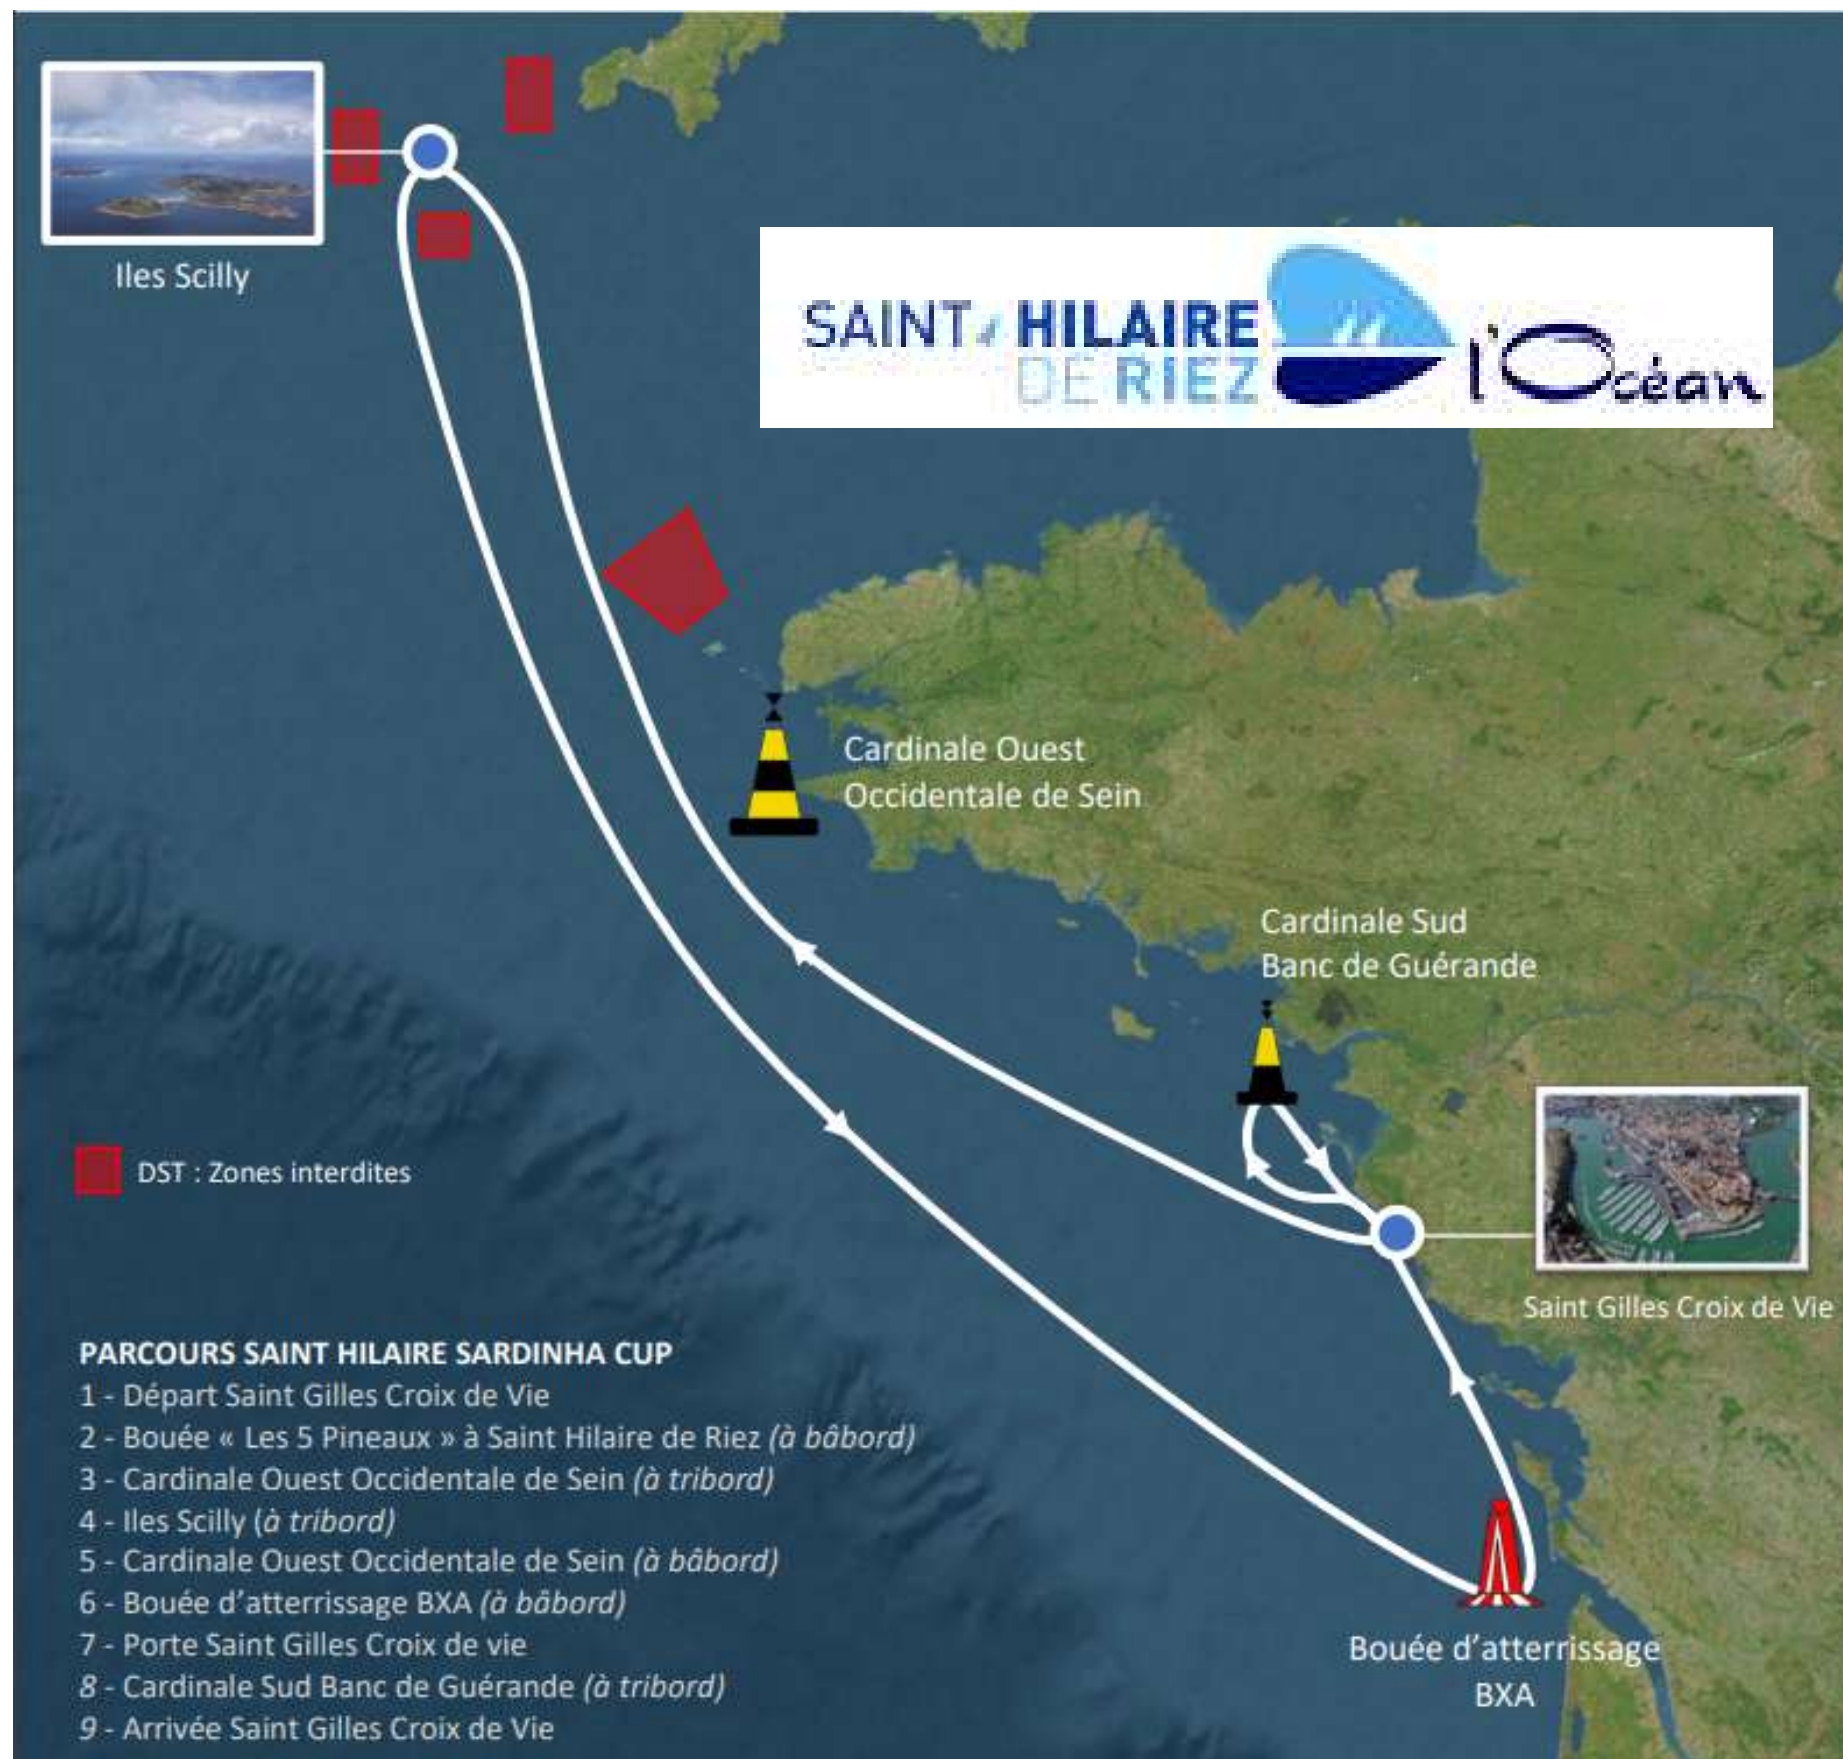 Iles Scilly
SAINT HILAIRE
DE RIEZ
l'Océan
Cardinale Ouest
Occidentale de Sein
Cardinale Sud
Banc de Guérande
DST : Zones interdites
Saint Gilles Croix de Vie
PARCOURS SAINT HILAIRE SARDINHA CUP
1 - Départ Saint Gilles Croix de Vie
2 - Bouée « Les 5 Pineaux » à Saint Hilaire de Riez (à bâbord)
3 - Cardinale Ouest Occidentale de Sein (à tribord)
4 - Iles Scilly (à tribord)
5 - Cardinale Ouest Occidentale de Sein (à bâbord)
6 - Bouée d'atterrissage BXA (à bâbord)
7 - Porte Saint Gilles Croix de vie
8 - Cardinale Sud Banc de Guérande (à tribord)
9 - Arrivée Saint Gilles Croix de Vie
Bouée d'atterrissage
BXA